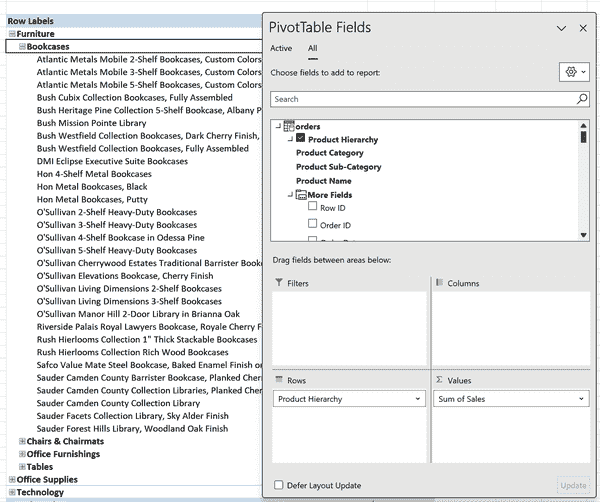 Row Labels
Furniture
Bookcases
Atlantic Metals Mobile 2-Shelf Bookcases, Custom Colors
Atlantic Metals Mobile 3-Shelf Bookcases, Custom Colors
Atlantic Metals Mobile 5-Shelf Bookcases, Custom Colors
Bush Cubix Collection Bookcases, Fully Assembled
Bush Heritage Pine Collection 5-Shelf Bookcase, Albany P
Bush Mission Pointe Library
Bush Westfield Collection Bookcases, Dark Cherry Finish,
Bush Westfield Collection Bookcases, Fully Assembled
DMI Eclipse Executive Suite Bookcases
Hon 4-Shelf Metal Bookcases
Hon Metal Bookcases, Black
Hon Metal Bookcases, Putty
O'Sullivan 2-Shelf Heavy-Duty Bookcases
O'Sullivan 3-Shelf Heavy-Duty Bookcases
O'Sullivan 4-Shelf Bookcase in Odessa Pine
O'Sullivan 5-Shelf Heavy-Duty Bookcases
O'Sullivan Cherrywood Estates Traditional Barrister Bookc
O'Sullivan Elevations Bookcase, Cherry Finish
O'Sullivan Living Dimensions 2-Shelf Bookcases
O'Sullivan Living Dimensions 3-Shelf Bookcases
O'Sullivan Manor Hill 2-Door Library in Brianna Oak
Riverside Palais Royal Lawyers Bookcase, Royale Cherry F
Rush Hierlooms Collection 1" Thick Stackable Bookcases
Rush Hierlooms Collection Rich Wood Bookcases
Safco Value Mate Steel Bookcase, Baked Enamel Finish on
Sauder Camden County Barrister Bookcase, Planked Cher
Sauder Camden County Collection Libraries, Planked Cher
Sauder Camden County Collection Library
Sauder Facets Collection Library, Sky Alder Finish
Sauder Forest Hills Library, Woodland Oak Finish
Chairs & Chairmats
Office Furnishings
Tables
Office Supplies
Technology
PivotTable Fields
Active All
Choose fields to add to report:
Search
orders
Product Hierarchy
Product Category
Product Sub-Category
Product Name
More Fields
Row ID
Order ID
Drag fields between areas below:
Filters
Columns
Rows
Product Hierarchy
Σ Values
Sum of Sales
Defer Layout Update
Update